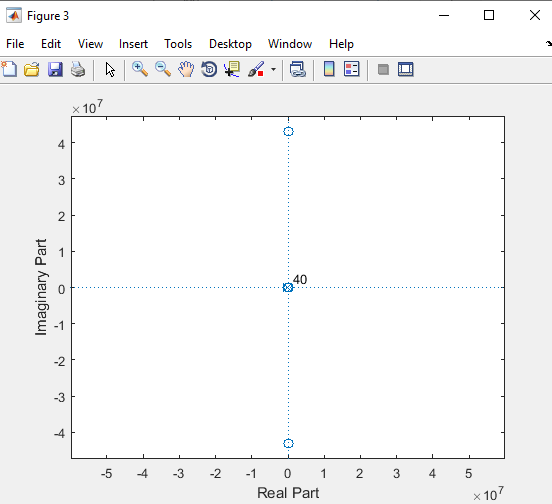 Figure 3
File Edit View Insert Tools Desktop Window Help
×10^7
4
3
2
1
0
-1
-2
-3
-4
Imaginary Part
40
-5 -4 -3 -2 -1 0 1 2 3 4 5
Real Part
×10^7